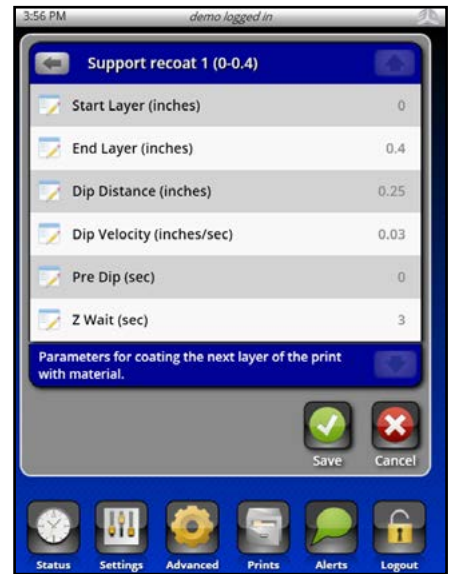 3:56 PM demo logged in
Support recoat 1 (0-0.4)
Start Layer (inches) 0
End Layer (inches) 0.4
Dip Distance (inches) 0.25
Dip Velocity (inches/sec) 0.03
Pre Dip (sec) 0
Z Wait (sec) 3
Parameters for coating the next layer of the print
with material.
Save Cancel
Status Settings Advanced Prints Alerts Logout